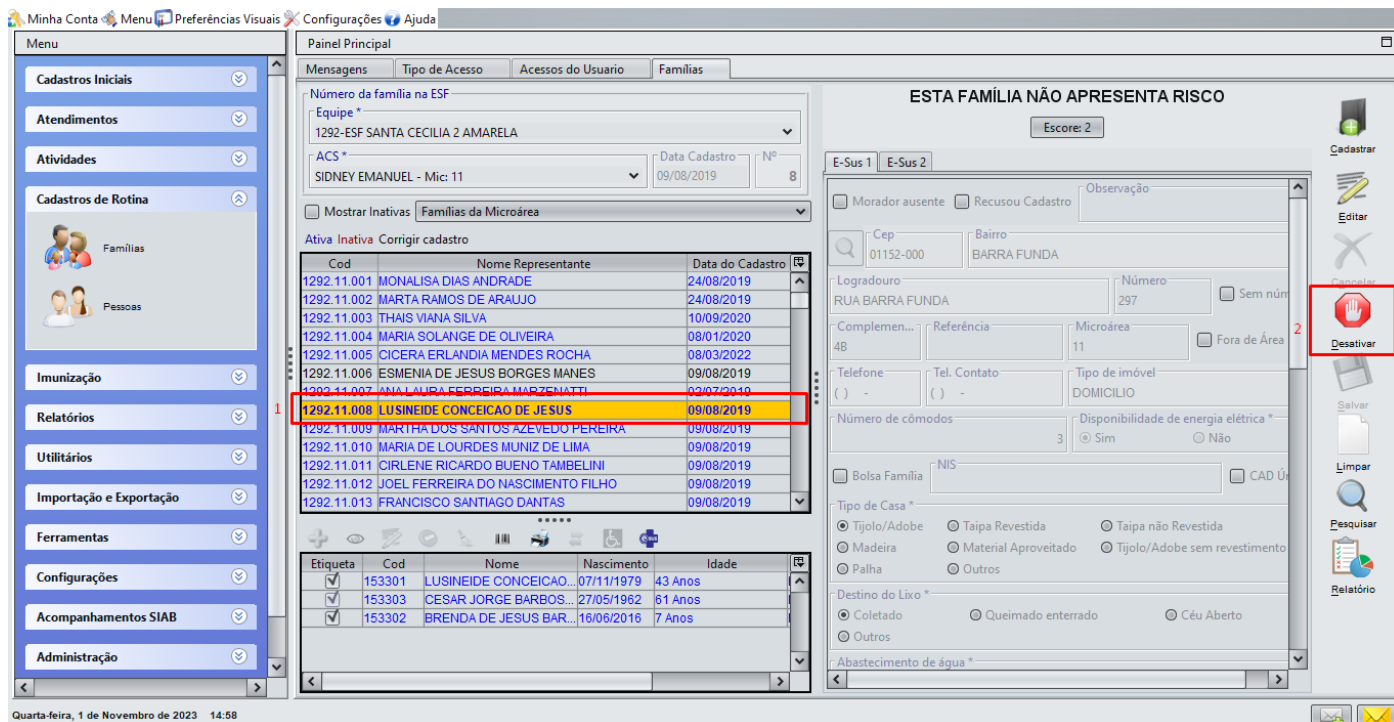 Minha Conta Menu Preferências Visuais Configurações Ajuda
Menu
Cadastros Iniciais
Atendimentos
Atividades
Cadastros de Rotina
Famílias
Pessoas
Imunização
Relatórios
Utilitários
Importação e Exportação
Ferramentas
Configurações
Acompanhamentos SIAB
Administração
Painel Principal
Mensagens Tipo de Acesso Acessos do Usuario Famílias
Número da família na ESF
Equipe *
1292-ESF SANTA CECILIA 2 AMARELA
ACS * Data Cadastro Nº
SIDNEY EMANUEL - Mic: 11 09/08/2019 8
Mostrar Inativas Famílias da Microárea
Ativa Inativa Corrigir cadastro
Cod Nome Representante Data do Cadastro
1292.11.001 MONALISA DIAS ANDRADE 24/08/2019
1292.11.002 MARTA RAMOS DE ARAUJO 24/08/2019
1292.11.003 THAIS VIANA SILVA 10/09/2020
1292.11.004 MARIA SOLANGE DE OLIVEIRA 08/01/2020
1292.11.005 CICERA ERLANDIA MENDES ROCHA 08/03/2022
1292.11.006 ESMENIA DE JESUS BORGES MANES 09/08/2019
1292.11.007 ANA LAURA FERREIRA MARZENATTI 02/07/2019
1 1292.11.008 LUSINEIDE CONCEICAO DE JESUS 09/08/2019
1292.11.009 MARTHA DOS SANTOS AZEVEDO PEREIRA 09/08/2019
1292.11.010 MARIA DE LOURDES MUNIZ DE LIMA 09/08/2019
1292.11.011 CIRLENE RICARDO BUENO TAMBELINI 09/08/2019
1292.11.012 JOEL FERREIRA DO NASCIMENTO FILHO 09/08/2019
1292.11.013 FRANCISCO SANTIAGO DANTAS 09/08/2019
Etiqueta Cod Nome Nascimento Idade
153301 LUSINEIDE CONCEICAO... 07/11/1979 43 Anos
153303 CESAR JORGE BARBOS... 27/05/1962 61 Anos
153302 BRENDA DE JESUS BAR... 16/06/2016 7 Anos
ESTA FAMÍLIA NÃO APRESENTA RISCO
Escore: 2
E-Sus 1 E-Sus 2
Observação
Morador ausente Recusou Cadastro
Cep Bairro
01152-000 BARRA FUNDA
Logradouro Número
RUA BARRA FUNDA 297 Sem núm
Complemen... Referência Microárea
4B 11 Fora de Área
Telefone Tel. Contato Tipo de imóvel
( ) - ( ) - DOMICILIO
Número de cômodos Disponibilidade de energia elétrica *
3 Sim Não
NIS
Bolsa Família CAD Ún
Tipo de Casa *
Tijolo/Adobe Taipa Revestida Taipa não Revestida
Madeira Material Aproveitado Tijolo/Adobe sem revestimento
Palha Outros
Destino do Lixo *
Coletado Queimado enterrado Céu Aberto
Outros
Abastecimento de água *
Cadastrar
Editar
Cancelar
2
Desativar
Salvar
Limpar
Pesquisar
Relatório
Quarta-feira, 1 de Novembro de 2023 14:58